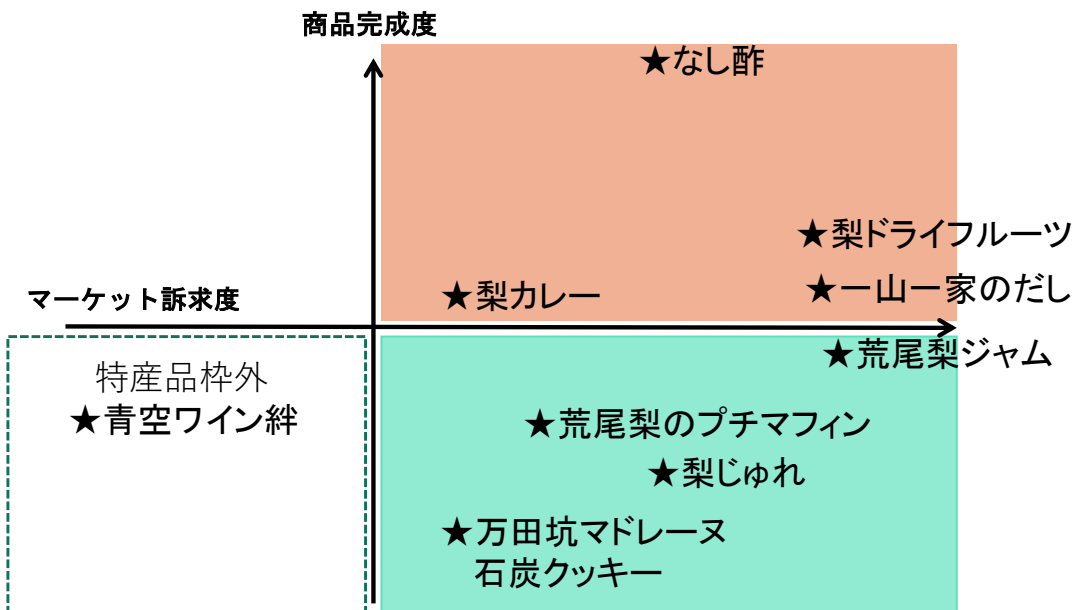 商品完成度
★なし酢
★梨ドライフルーツ
★一山一家のだし
★梨カレー
マーケット訴求度
★荒尾梨ジャム
特産品枠外
★青空ワイン絆
★荒尾梨のプチマフィン
★梨じゅれ
★万田坑マドレーヌ
石炭クッキー